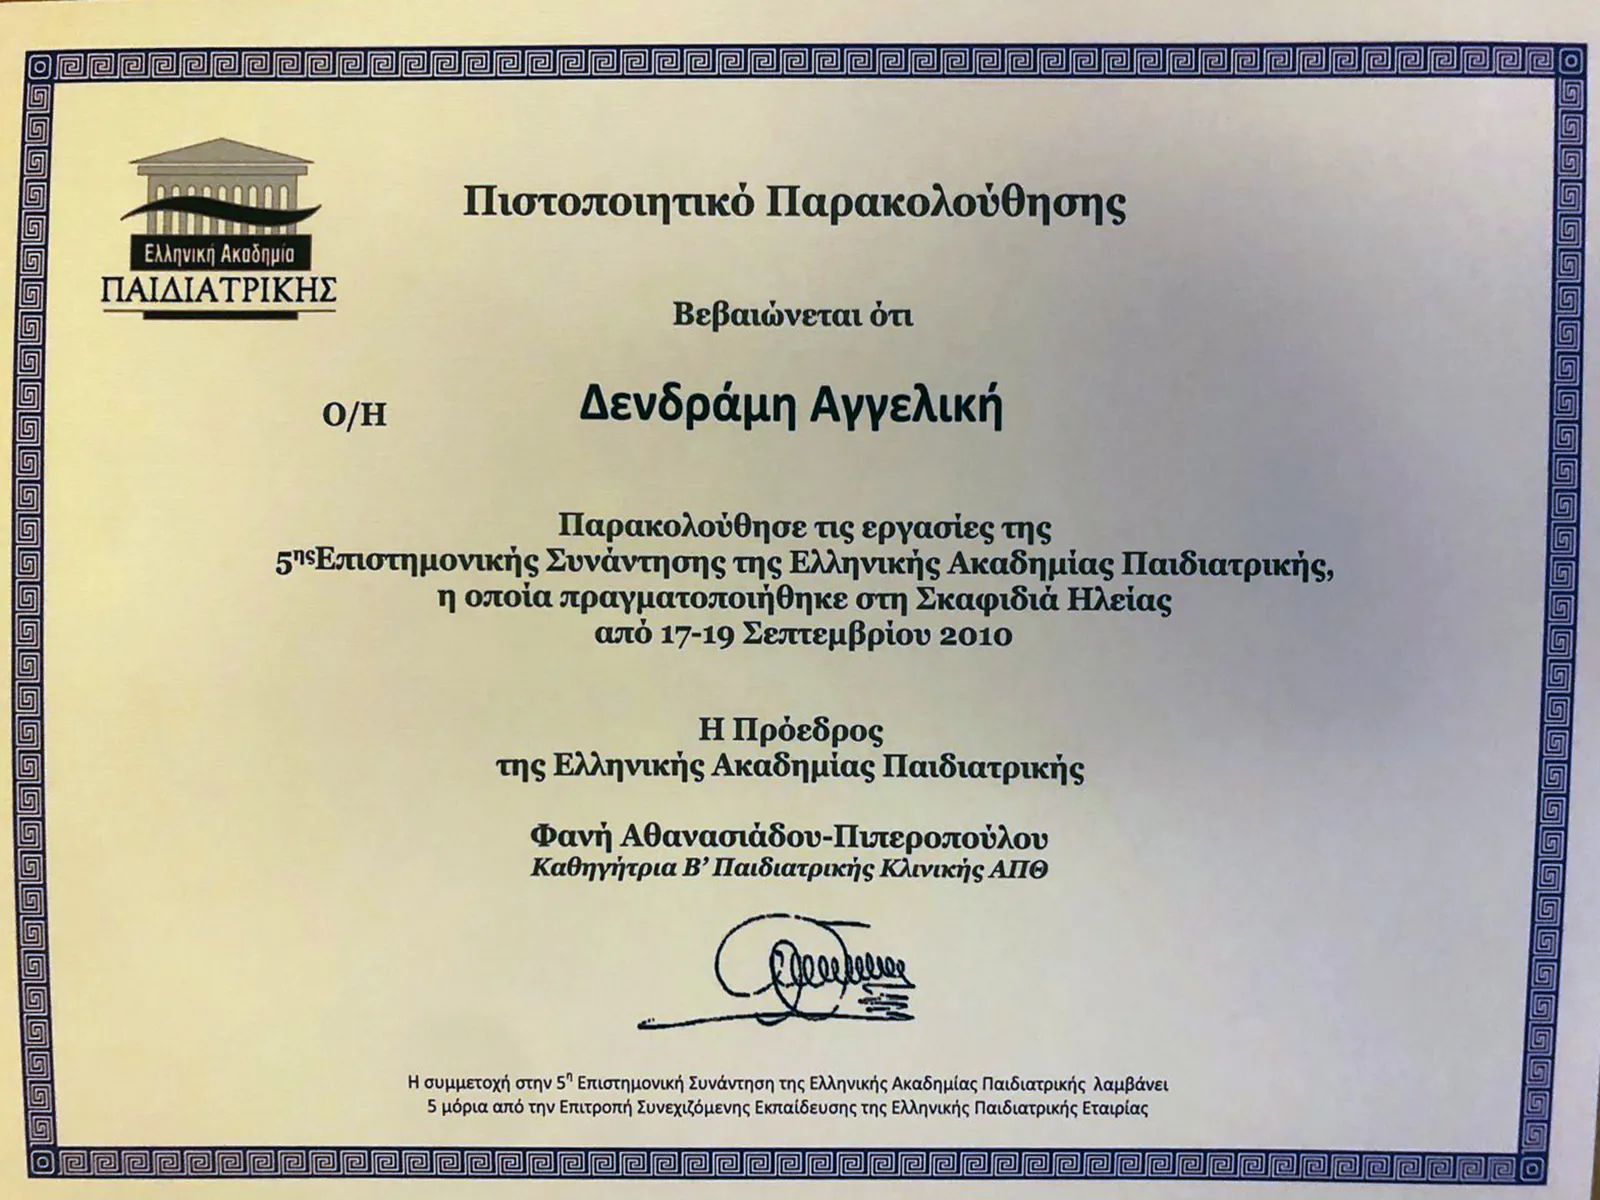 Ελληνική Ακαδημία
ΠΑΙΔΙΑΤΡΙΚΗΣ
Πιστοποιητικό Παρακολούθησης
Βεβαιώνεται ότι
Ο/Η Δενδράμη Αγγελική
Παρακολούθησε τις εργασίες της
5ηςΕπιστημονικής Συνάντησης της Ελληνικής Ακαδημίας Παιδιατρικής,
η οποία πραγματοποιήθηκε στη Σκαφιδιά Ηλείας
από 17-19 Σεπτεμβρίου 2010
Η Πρόεδρος
της Ελληνικής Ακαδημίας Παιδιατρικής
Φανή Αθανασιάδου-Πιπεροπούλου
Καθηγήτρια Β’ Παιδιατρικής Κλινικής ΑΠΘ
Η συμμετοχή στην 5η Επιστημονική Συνάντηση της Ελληνικής Ακαδημίας Παιδιατρικής λαμβάνει
5 μόρια από την Επιτροπή Συνεχιζόμενης Εκπαίδευσης της Ελληνικής Παιδιατρικής Εταιρίας